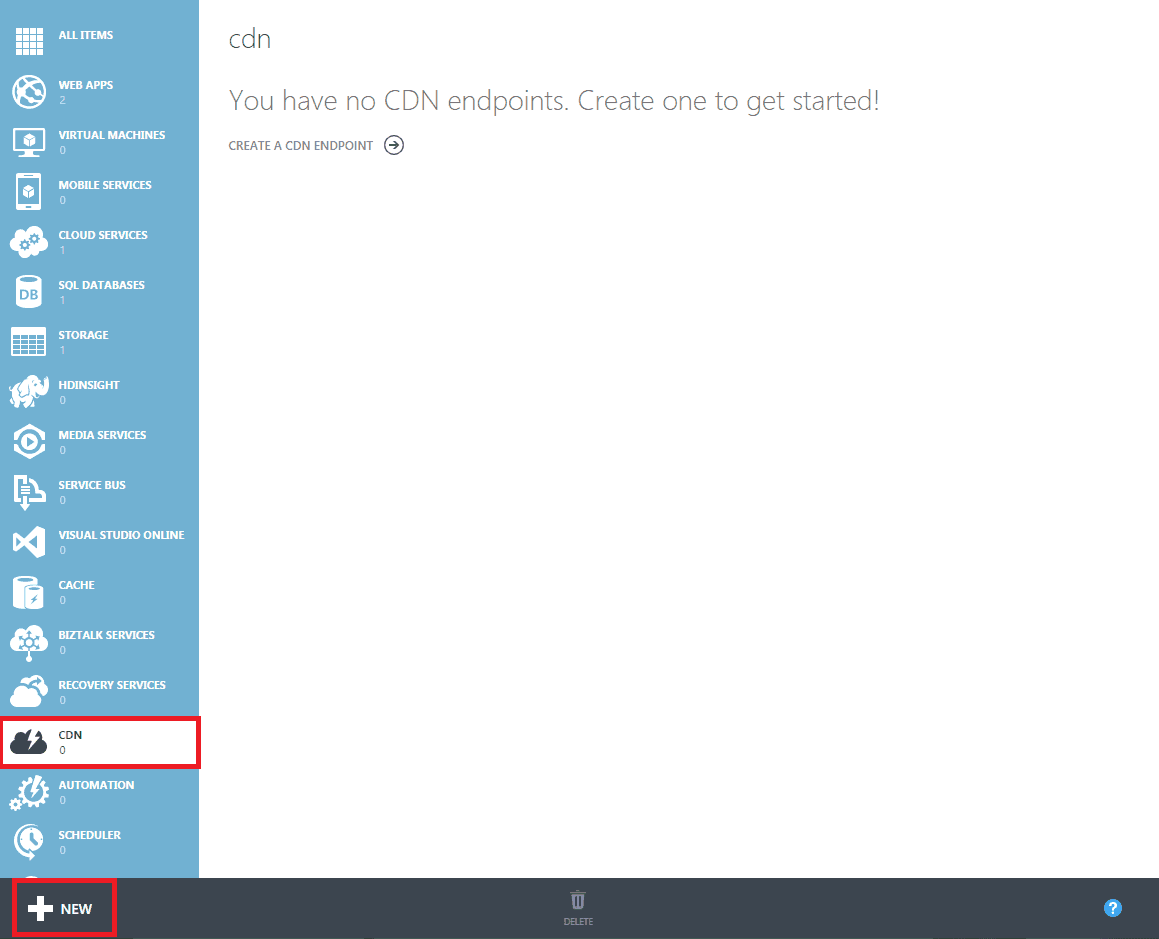 ALL ITEMS
WEB APPS
2
VIRTUAL MACHINES
0
MOBILE SERVICES
0
CLOUD SERVICES
1
DB
SQL DATABASES
1
STORAGE
1
HDINSIGHT
0
MEDIA SERVICES
0
SERVICE BUS
0
VISUAL STUDIO ONLINE
0
CACHE
0
BIZTALK SERVICES
0
RECOVERY SERVICES
0
CDN
0
AUTOMATION
0
SCHEDULER
0
cdn
You have no CDN endpoints. Create one to get started!
CREATE A CDN ENDPOINT
NEW
DELETE
?